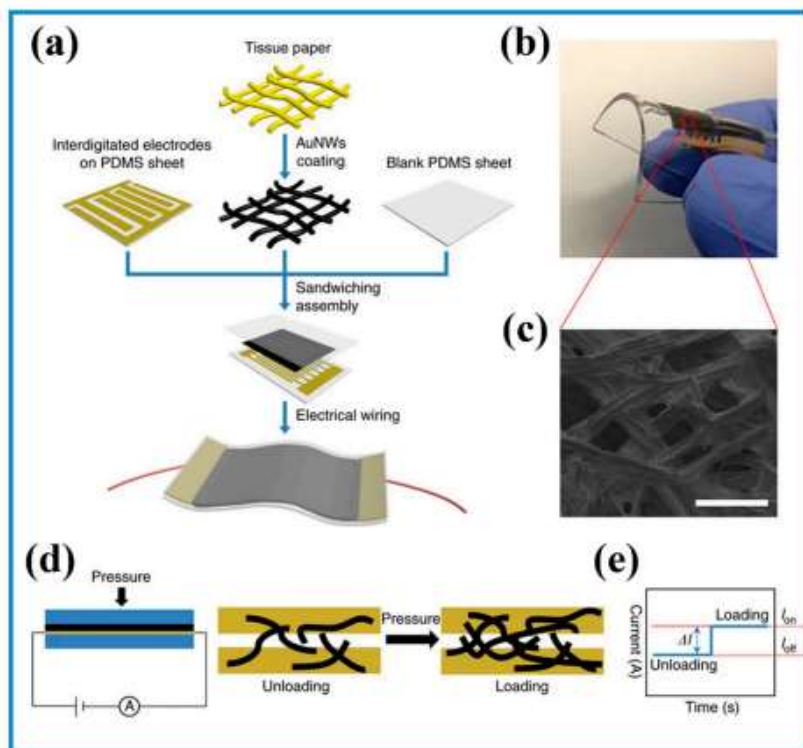 (a)
Tissue paper
Interdigitated electrodes
on PDMS sheet
AuNWs
coating
Blank PDMS sheet
Sandwiching
assembly
Electrical wiring
(b)
(c)
(d)
Pressure
A
Unloading
Pressure
Loading
(e)
Current (A)
Loading
Unloading
ΔI
Ion
Ioff
Time (s)